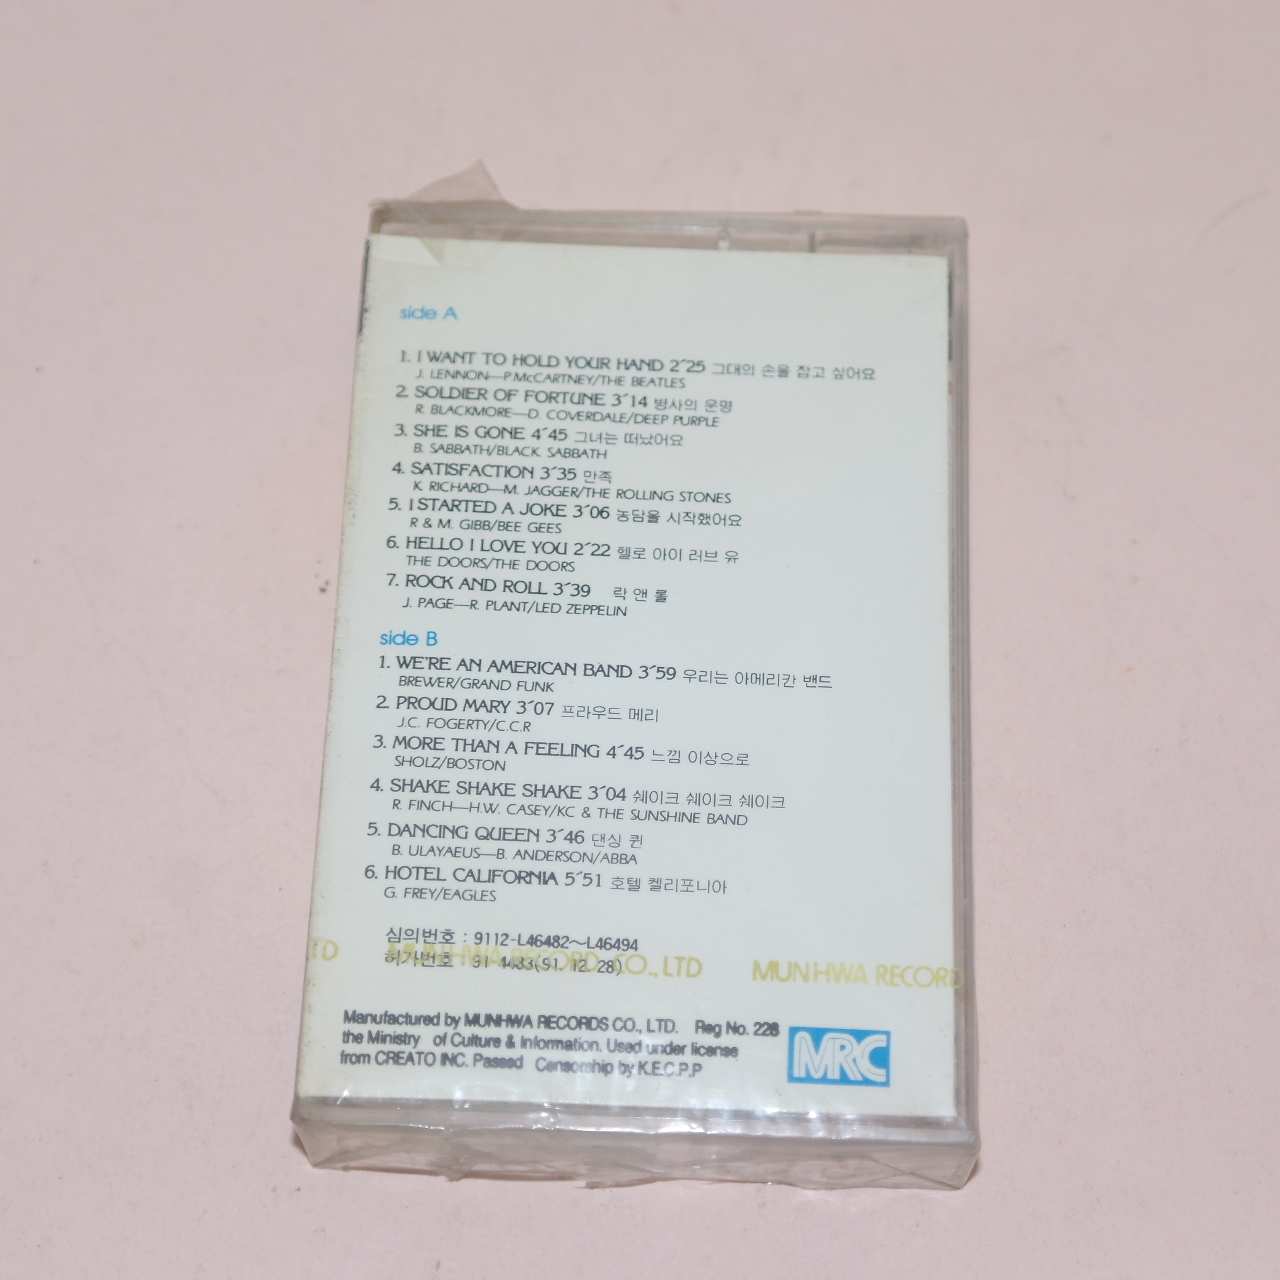 side A
1. I WANT TO HOLD YOUR HAND 2´25 그대의 손을 잡고 싶어요
J. LENNON—P.McCARTNEY/THE BEATLES
2. SOLDIER OF FORTUNE 3´14 병사의 운명
R. BLACKMORE—D. COVERDALE/DEEP PURPLE
3. SHE IS GONE 4´45 그녀는 떠났어요
B. SABBATH/BLACK SABBATH
4. SATISFACTION 3´35 만족
K. RICHARD—M. JAGGER/THE ROLLING STONES
5. I STARTED A JOKE 3´06 농담을 시작했어요
R & M. GIBB/BEE GEES
6. HELLO I LOVE YOU 2´22 헬로 아이 러브 유
THE DOORS/THE DOORS
7. ROCK AND ROLL 3´39 락 앤 롤
J. PAGE—R. PLANT/LED ZEPPELIN
side B
1. WE'RE AN AMERICAN BAND 3´59 우리는 아메리칸 밴드
BREWER/GRAND FUNK
2. PROUD MARY 3´07 프라우드 메리
J.C. FOGERTY/C.C.R
3. MORE THAN A FEELING 4´45 느낌 이상으로
SHOLZ/BOSTON
4. SHAKE SHAKE SHAKE 3´04 쉐이크 쉐이크 쉐이크
R. FINCH—H.W. CASEY/KC & THE SUNSHINE BAND
5. DANCING QUEEN 3´46 댄싱 퀸
B. ULAYAEUS—B. ANDERSON/ABBA
6. HOTEL CALIFORNIA 5´51 호텔 켈리포니아
G. FREY/EAGLES
심의번호 : 9112-L46482~L46494
허가번호 91-4483(91. 12. 28)
TD MUNHWA RECORD CO., LTD MUNHWA RECORD
Manufactured by MUNHWA RECORDS CO., LTD. Reg No. 226
the Ministry of Culture & Information. Used under license
from CREATO INC. Passed Censorship by K.E.C.P.P
MRC